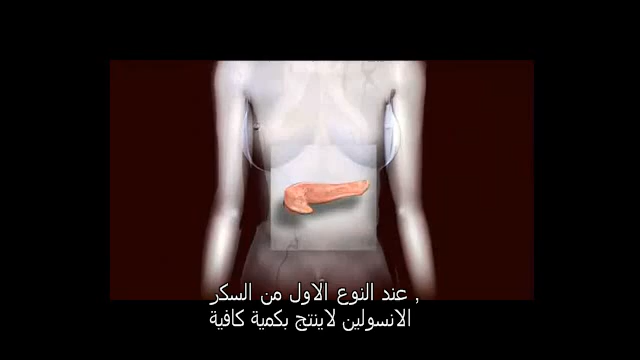 , عند النوع الاول من السكر
الانسولين لاينتج بكمية كافية